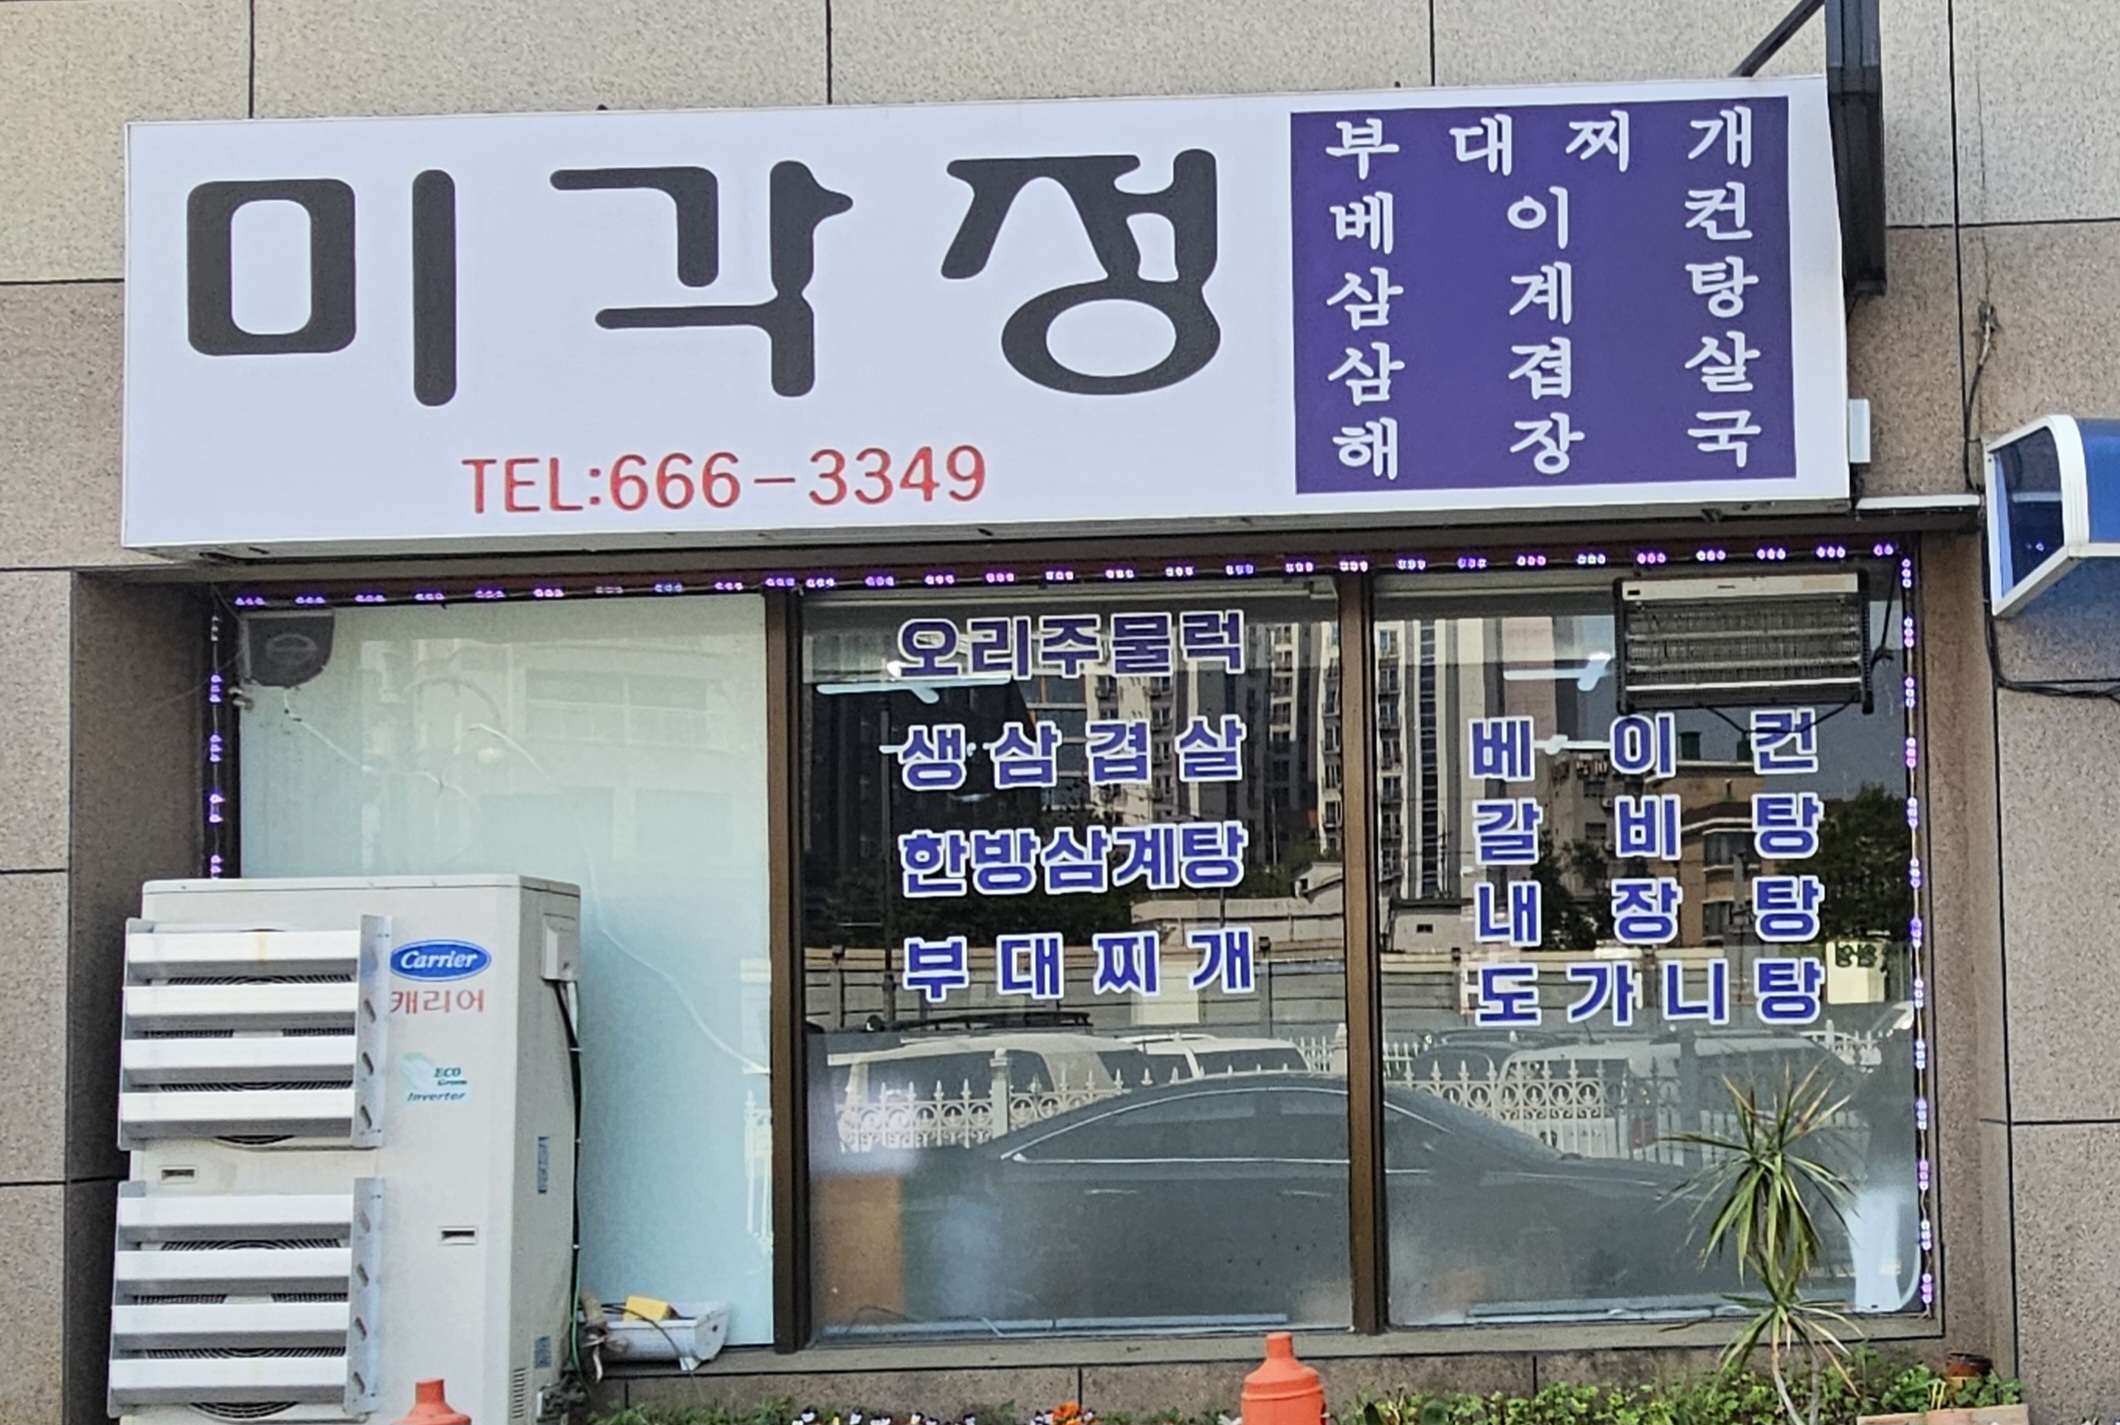 미각정
TEL:666-3349
부대찌개
베이컨
삼계탕
삼겹살
해장국
오리주물럭
생삼겹살
한방삼계탕
부대찌개
베이컨
갈비탕
내장탕
도가니탕
Carrier
캐리어
ECO
Green
Inverter